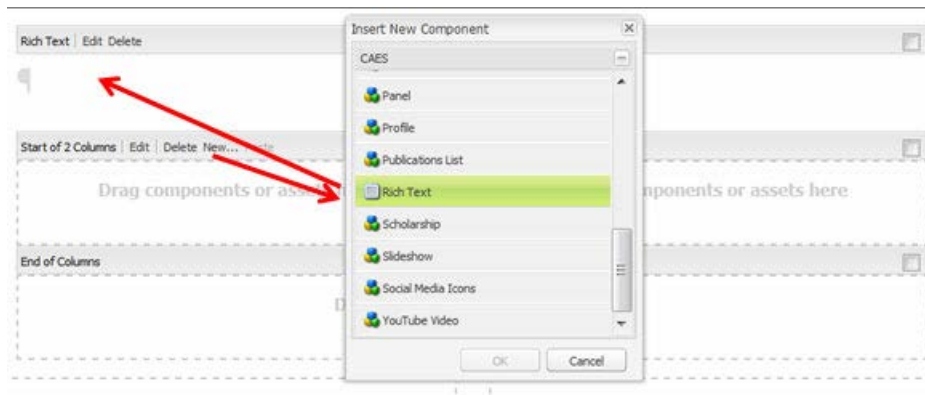 Insert New Component
CAES
Rich Text | Edit Delete
Panel
Profile
Publications List
Start of 2 Columns | Edit | Delete New...
Rich Text
Drag components or assets
components or assets here
Scholarship
Slideshow
End of Columns
Social Media Icons
D
YouTube Video
OK
Cancel